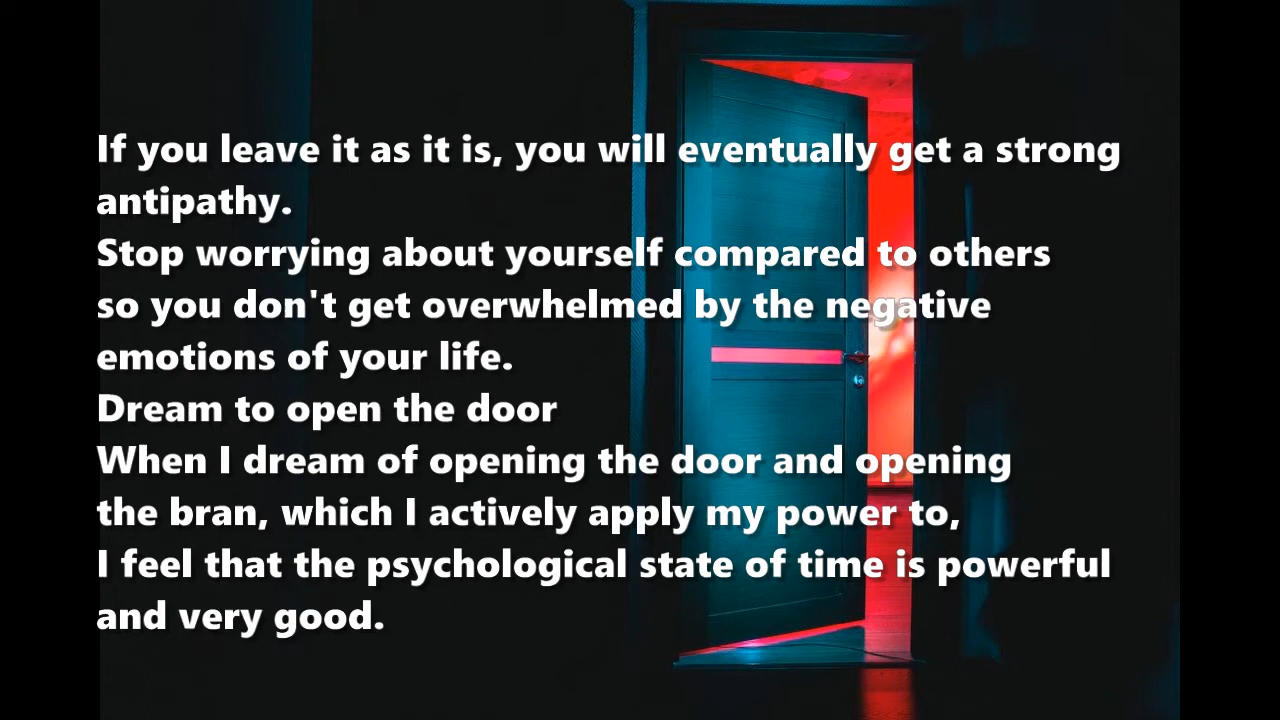 If you leave it as it is, you will eventually get a strong
antipathy.
Stop worrying about yourself compared to others
so you don't get overwhelmed by the negative
emotions of your life.
Dream to open the door
When I dream of opening the door and opening
the bran, which I actively apply my power to,
I feel that the psychological state of time is powerful
and very good.